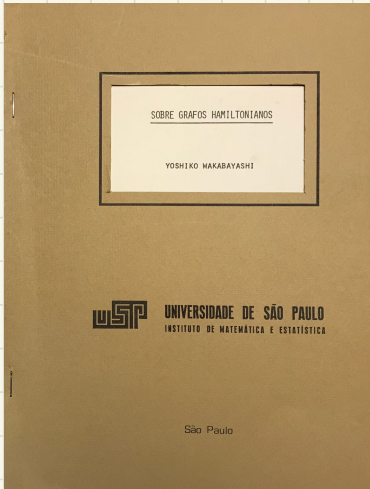 SOBRE GRAFOS HAMILTONIANOS
YOSHIKO WAKABAYASHI
usp
UNIVERSIDADE DE SÃO PAULO
INSTITUTO DE MATEMÁTICA E ESTATÍSTICA
São Paulo